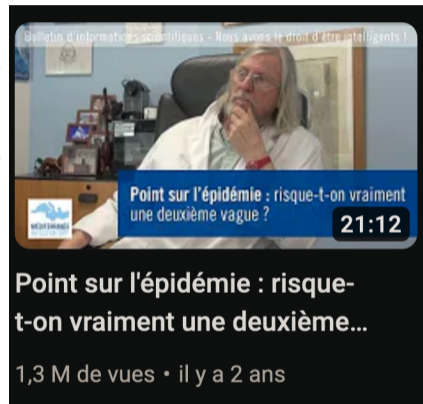 Bulletin d'informations scientifiques - Nous avons le droit d'être intelligents !
Point sur l'épidémie : risque-t-on vraiment
une deuxième vague ?
MÉDITERRANÉE
21:12
Point sur l'épidémie : risque-
t-on vraiment une deuxième...
1,3 M de vues • il y a 2 ans